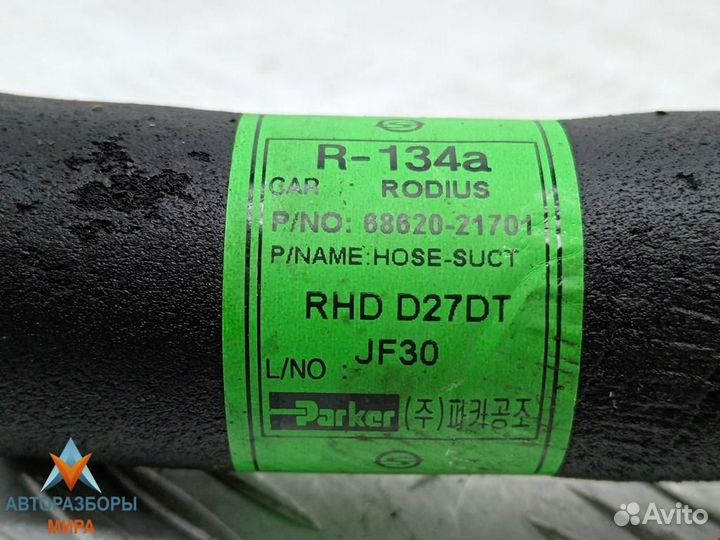 R-134a
CAR RODIUS
P/NO: 68620-21701
P/NAME:HOSE-SUCT
RHD D27DT
JF30
L/NO :
Parker (주)파카공조
АВТОРАЗБОРЫ
МИРА
Avito